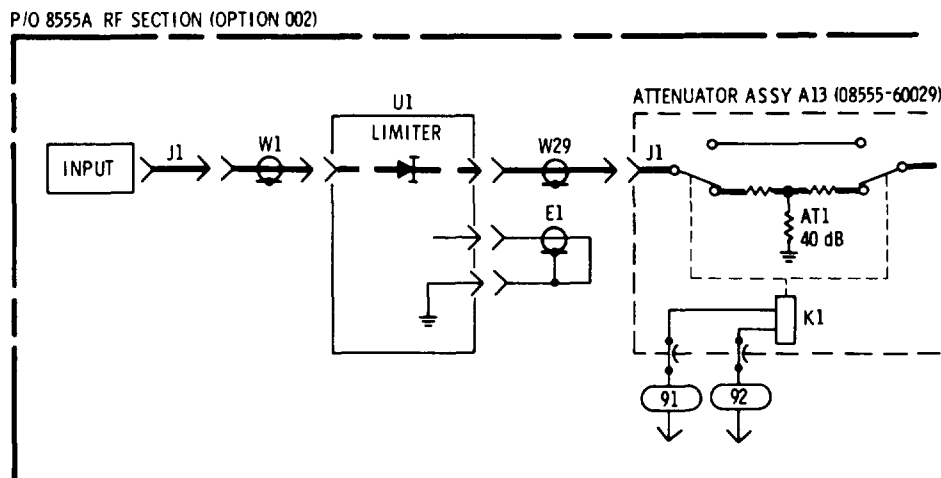 P/O 8555A RF SECTION (OPTION 002)
U1
ATTENUATOR ASSY A13 (08555-60029)
LIMITER
INPUT
J1
W1
W29
J1
E1
AT1
40 dB
K1
91
92